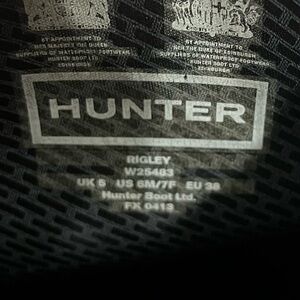 BY APPOINTMENT TO
HER MAJESTY THE QUEEN
SUPPLIERS OF WATERPROOF FOOTWEAR
HUNTER BOOT LTD
EDINBURGH
BY APPOINTMENT TO
HRH THE DUKE OF EDINBURGH
SUPPLIERS OF WATERPROOF FOOTWEAR
HUNTER BOOT LTD
EDINBURGH
HUNTER
RIGLEY
W25483
UK 5 US 6M/7F EU 38
Hunter Boot Ltd.
FX 0413